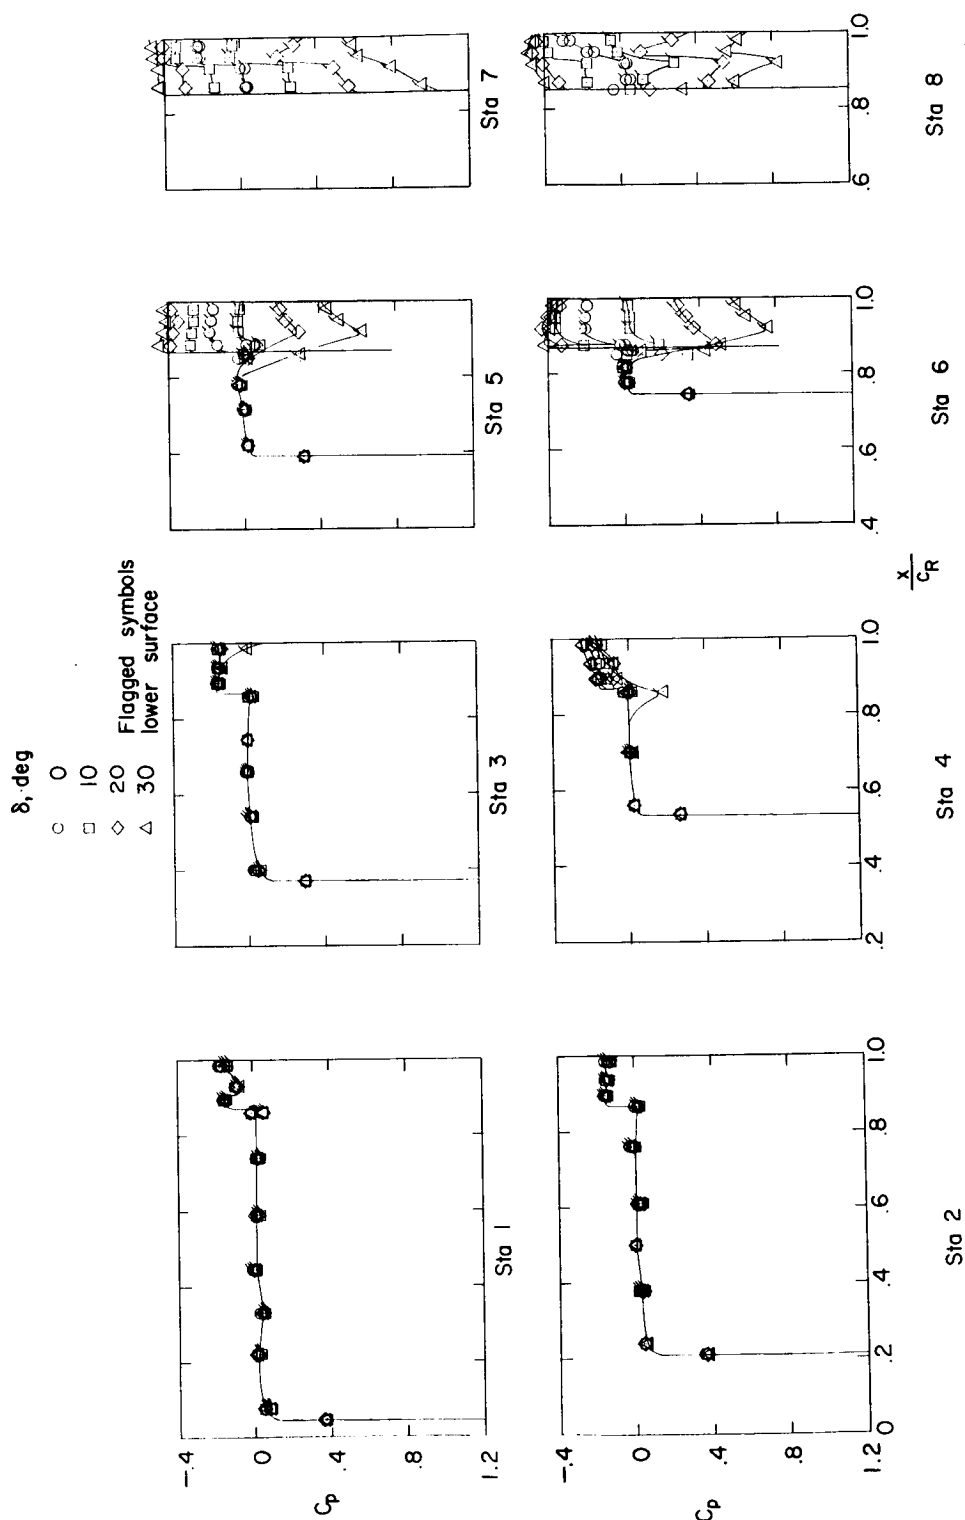 δ, deg
○ 0
□ 10
◇ 20
△ 30
Flagged symbols
lower surface
Sta 7
Sta 5
Sta 3
-.4
0
.4
.8
1.2
Cp
Sta 1
.6
.8
1.0
Sta 8
.4
.6
.8
1.0
Sta 6
x
cR
.2
.4
.6
.8
1.0
Sta 4
-.4
0
.4
.8
1.2
Cp
0
.2
.4
.6
.8
1.0
Sta 2